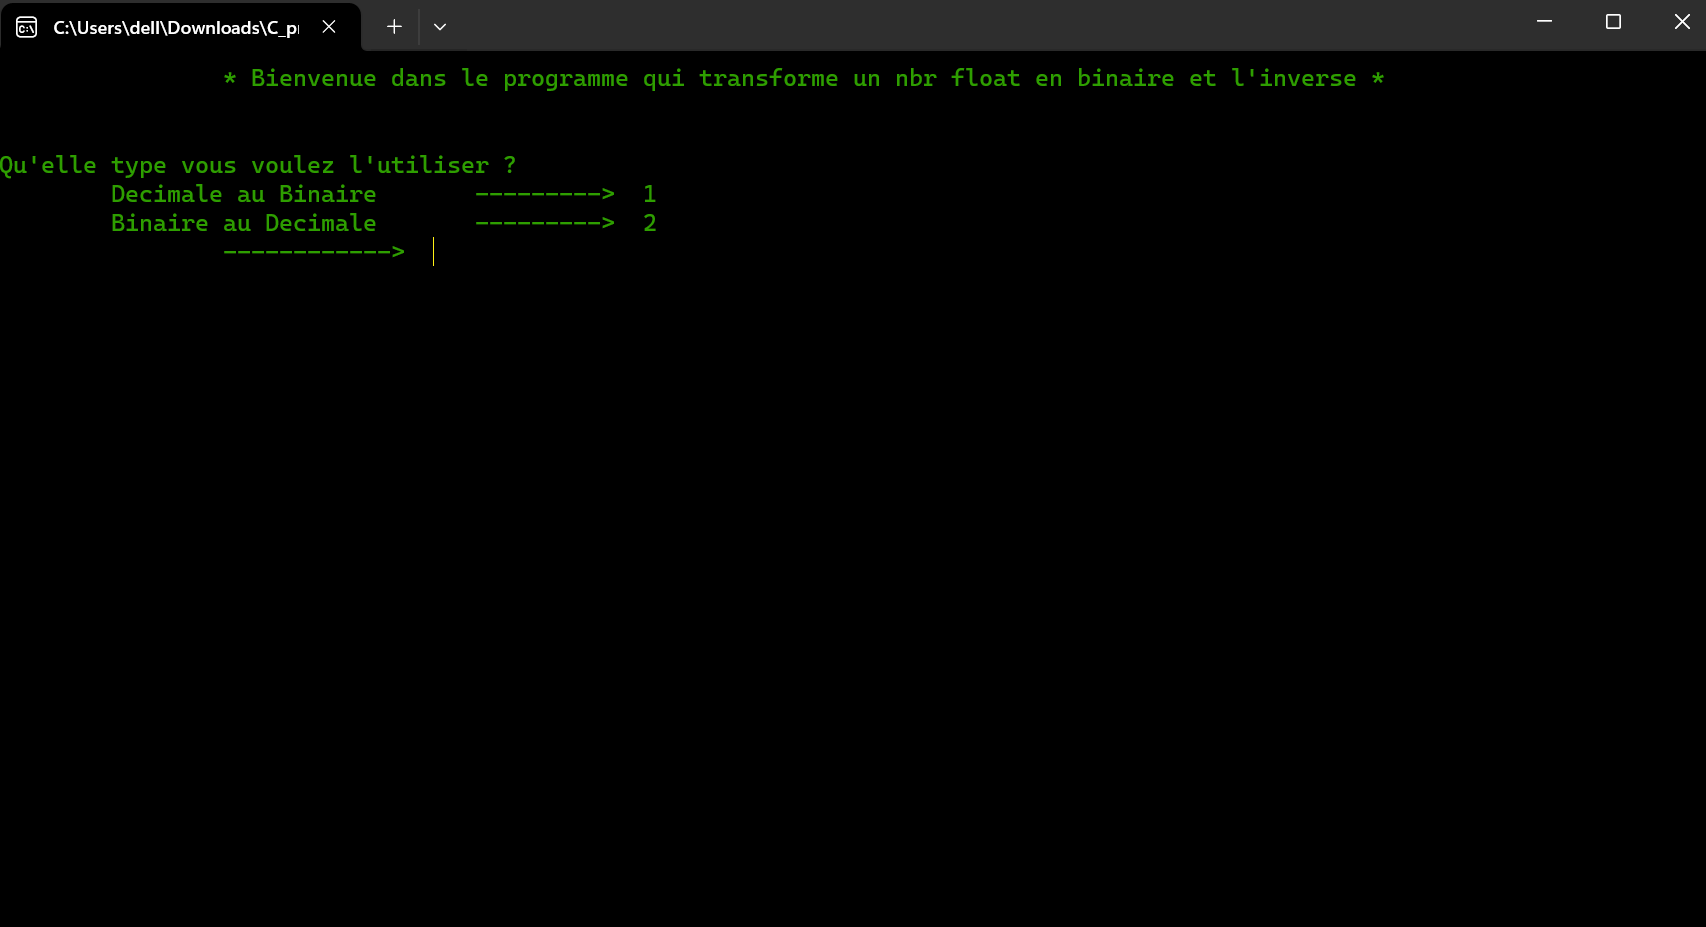 C:\Users\dell\Downloads\C_pr
* Bienvenue dans le programme qui transforme un nbr float en binaire et l'inverse *
Qu'elle type vous voulez l'utiliser ?
Decimale au Binaire ---------> 1
Binaire au Decimale ---------> 2
------------>